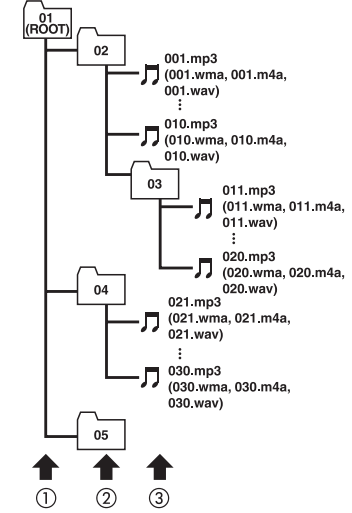 01
(ROOT)
02
001.mp3
(001.wma, 001.m4a,
001.wav)
010.mp3
(010.wma, 010.m4a,
010.wav)
03
011.mp3
(011.wma, 011.m4a,
011.wav)
020.mp3
(020.wma, 020.m4a,
020.wav)
04
021.mp3
(021.wma, 021.m4a,
021.wav)
030.mp3
(030.wma, 030.m4a,
030.wav)
05
① ② ③